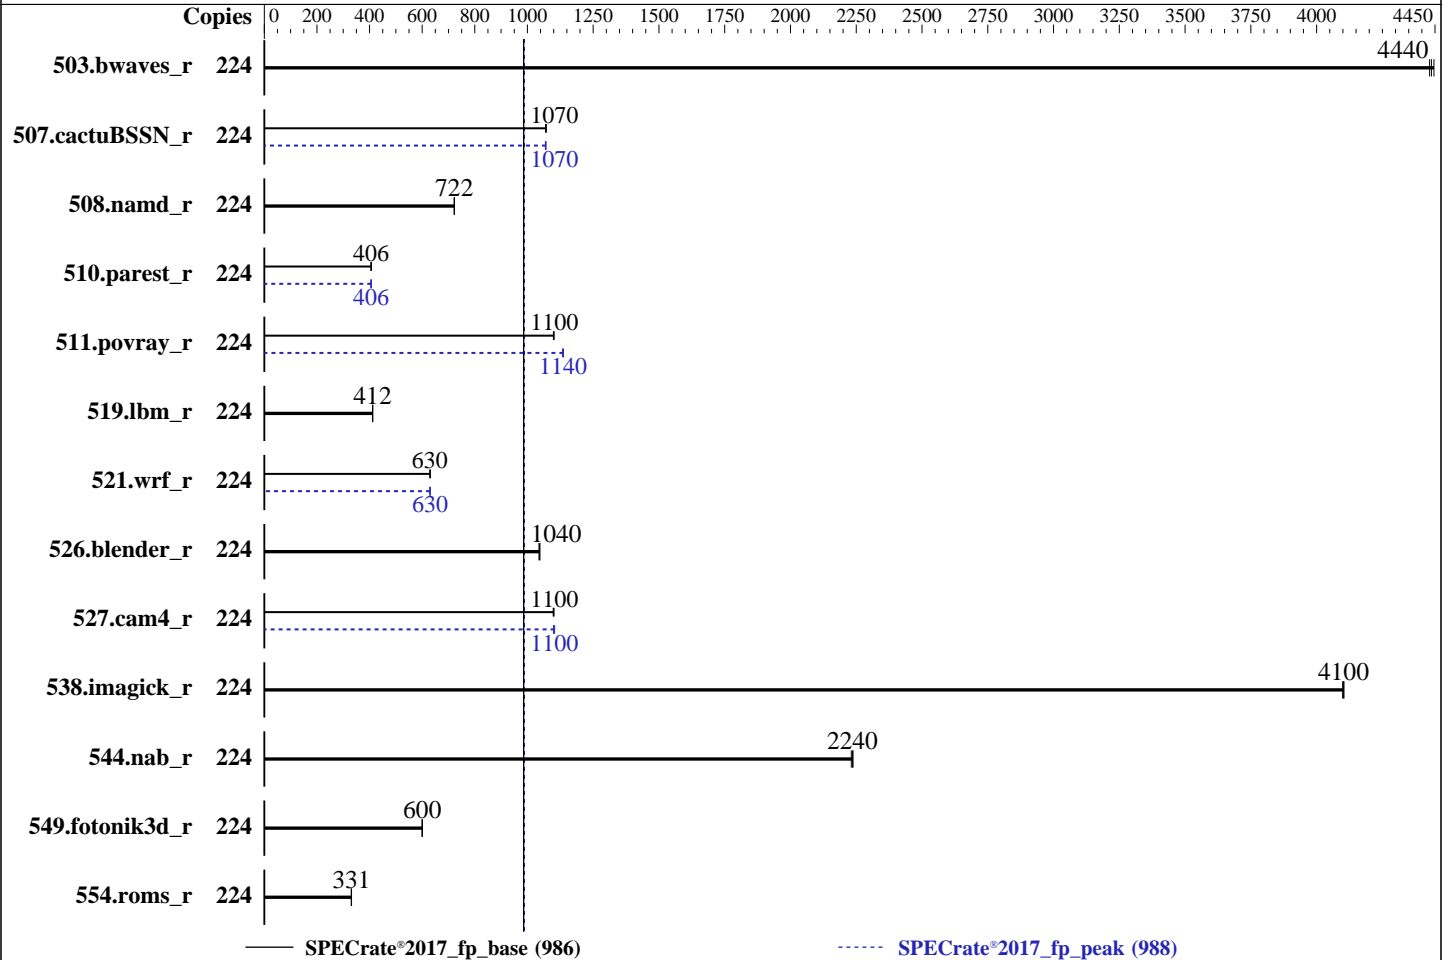 Copies 0 200 400 600 800 1000 1250 1500 1750 2000 2250 2500 2750 3000 3250 3500 3750 4000 4450
503.bwaves_r 224 4440
507.cactuBSSN_r 224 1070
1070
508.namd_r 224 722
510.parest_r 224 406
406
511.povray_r 224 1100
1140
519.lbm_r 224 412
521.wrf_r 224 630
630
526.blender_r 224 1040
527.cam4_r 224 1100
1100
538.imagick_r 224 4100
544.nab_r 224 2240
549.fotonik3d_r 224 600
554.roms_r 224 331
SPECrate®2017_fp_base (986) SPECrate®2017_fp_peak (988)